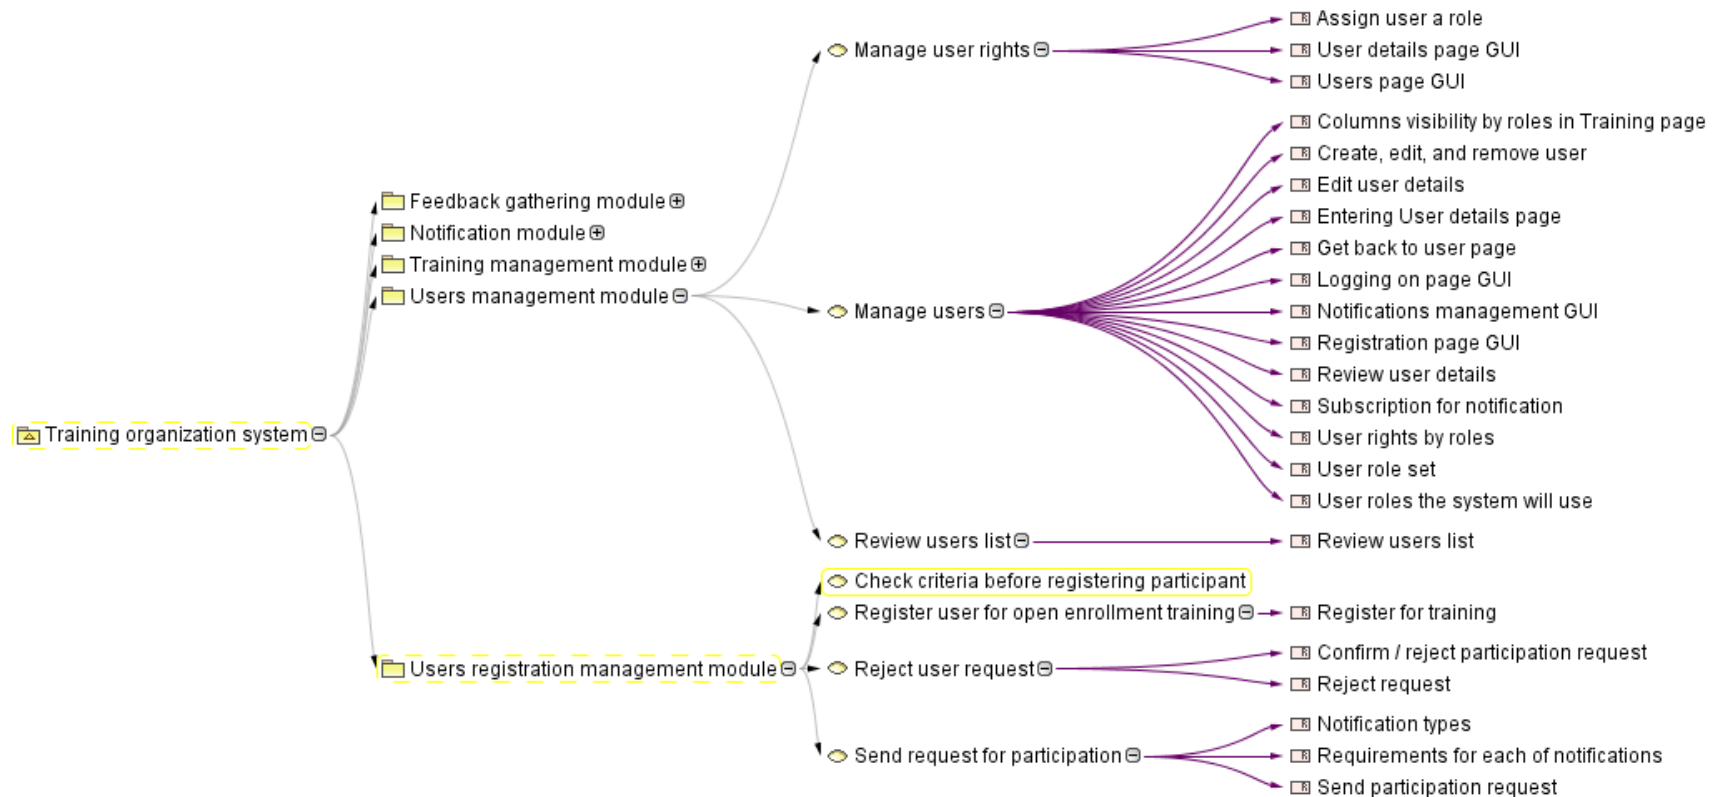 Training organization system
Feedback gathering module
Notification module
Training management module
Users management module
Users registration management module
Manage user rights
Manage users
Review users list
Check criteria before registering participant
Register user for open enrollment training
Reject user request
Send request for participation
Assign user a role
User details page GUI
Users page GUI
Columns visibility by roles in Training page
Create, edit, and remove user
Edit user details
Entering User details page
Get back to user page
Logging on page GUI
Notifications management GUI
Registration page GUI
Review user details
Subscription for notification
User rights by roles
User role set
User roles the system will use
Review users list
Register for training
Confirm / reject participation request
Reject request
Notification types
Requirements for each of notifications
Send participation request